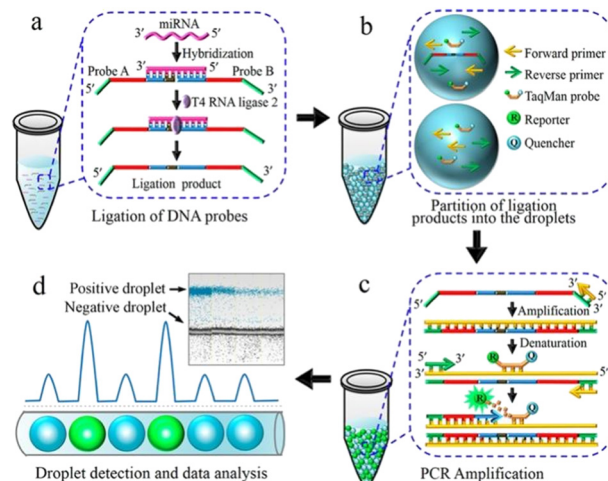 a
miRNA
3′ 5′
Hybridization
Probe A 3′ 5′ Probe B
5′ 3′
T4 RNA ligase 2
5′ 3′
Ligation product
Ligation of DNA probes
b
Forward primer
Reverse primer
TaqMan probe
R Reporter
Q Quencher
Partition of ligation
products into the droplets
c
5′
3′
Amplification
Denaturation
5′ 3′ R Q
3′ 5′
R Q
PCR Amplification
d
Positive droplet
Negative droplet
Droplet detection and data analysis